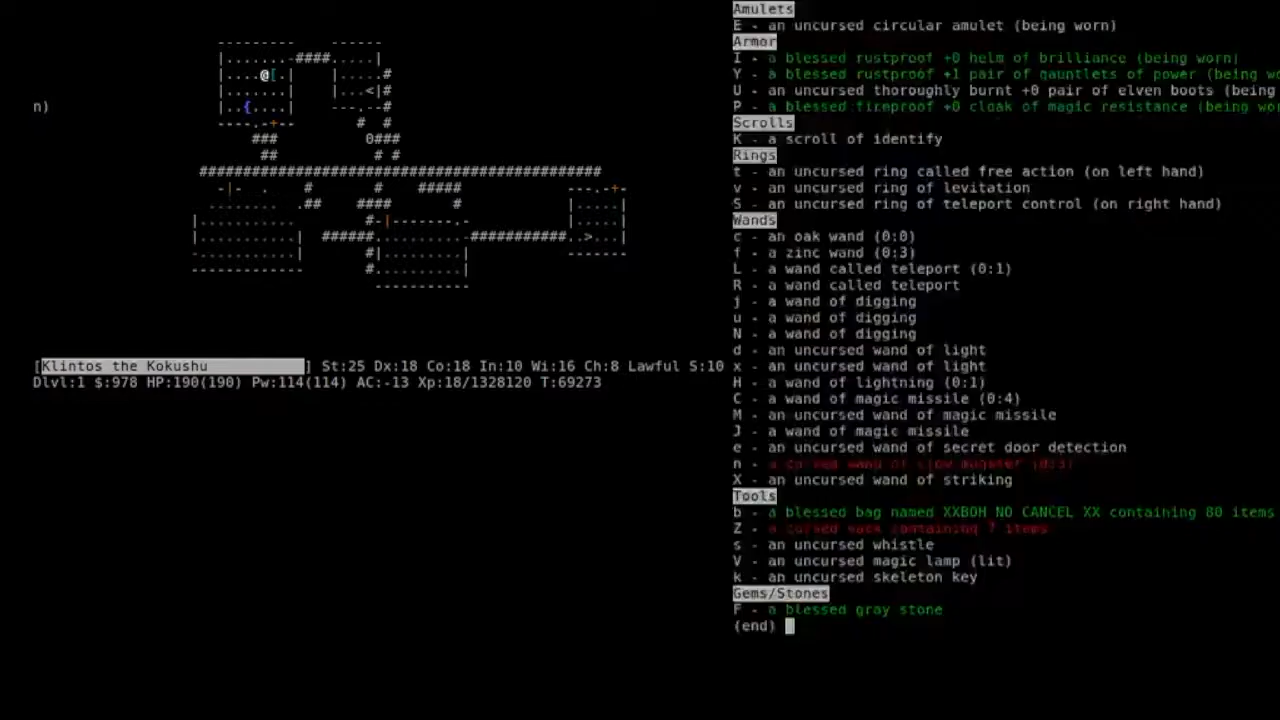 Amulets
E - an uncursed circular amulet (being worn)
Armor
I - a blessed rustproof +0 helm of brilliance (being worn)
Y - a blessed rustproof +1 pair of gauntlets of power (being wo
U - an uncursed thoroughly burnt +0 pair of elven boots (being
P - a blessed fireproof +0 cloak of magic resistance (being wor
n)
Scrolls
K - a scroll of identify
Rings
t - an uncursed ring called free action (on left hand)
v - an uncursed ring of levitation
S - an uncursed ring of teleport control (on right hand)
Wands
c - an oak wand (0:0)
f - a zinc wand (0:3)
L - a wand called teleport (0:1)
R - a wand called teleport
j - a wand of digging
u - a wand of digging
N - a wand of digging
d - an uncursed wand of light
x - an uncursed wand of light
H - a wand of lightning (0:1)
C - a wand of magic missile (0:4)
M - an uncursed wand of magic missile
J - a wand of magic missile
e - an uncursed wand of secret door detection
n - a cursed wand of slow monster (0:3)
X - an uncursed wand of striking
Tools
b - a blessed bag named XXBOH NO CANCEL XX containing 80 items
Z - a cursed sack containing 7 items
s - an uncursed whistle
V - an uncursed magic lamp (lit)
k - an uncursed skeleton key
Gems/Stones
F - a blessed gray stone
(end)
[Klintos the Kokushu ] St:25 Dx:18 Co:18 In:10 Wi:16 Ch:8 Lawful S:10
Dlvl:1 $:978 HP:190(190) Pw:114(114) AC:-13 Xp:18/1328120 T:69273